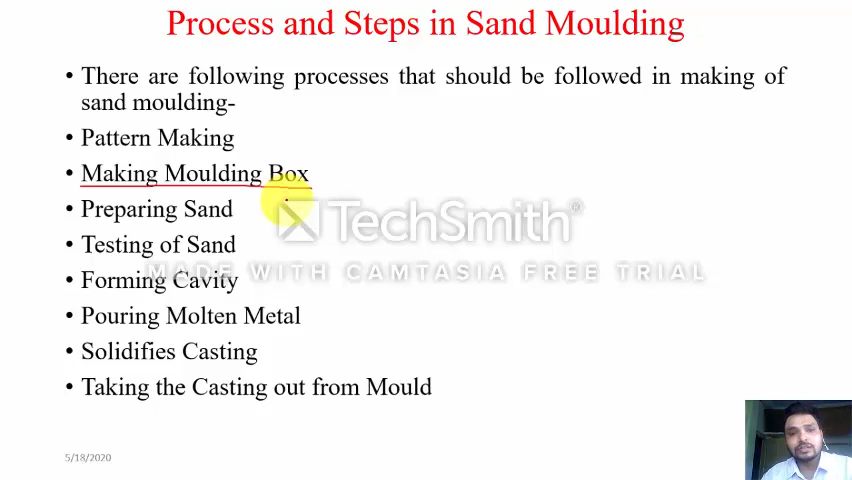 Process and Steps in Sand Moulding
• There are following processes that should be followed in making of
sand moulding-
• Pattern Making
• Making Moulding Box
• Preparing Sand
TechSmith®
• Testing of Sand
MADE WITH CAMTASIA FREE TRIAL
• Forming Cavity
• Pouring Molten Metal
• Solidifies Casting
• Taking the Casting out from Mould
5/18/2020